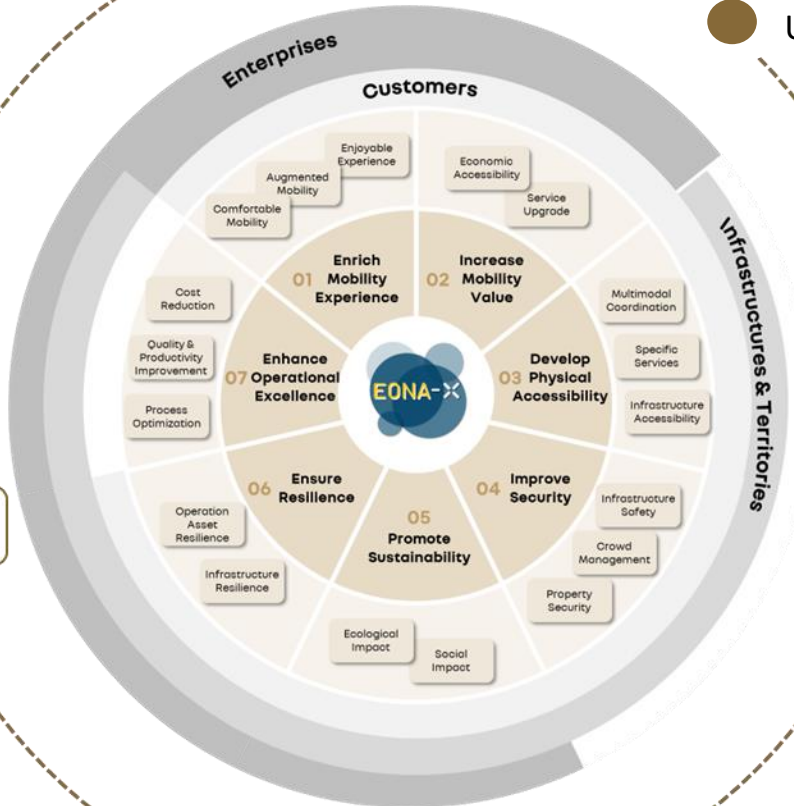 U
Enterprises
Customers
Infrastructures & Territories
Enjoyable
Experience
Augmented
Mobility
Comfortable
Mobility
Economic
Accessibility
Service
Upgrade
01
Enrich
Mobility
Experience
02
Increase
Mobility
Value
Cost
Reduction
Quality &
Productivity
Improvement
Process
Optimization
07
Enhance
Operational
Excellence
EONA-X
03
Develop
Physical
Accessibility
Multimodal
Coordination
Specific
Services
Infrastructure
Accessibility
06
Ensure
Resilience
04
Improve
Security
05
Promote
Sustainability
Operation
Asset
Resilience
Infrastructure
Resilience
Infrastructure
Safety
Crowd
Management
Property
Security
Ecological
Impact
Social
Impact